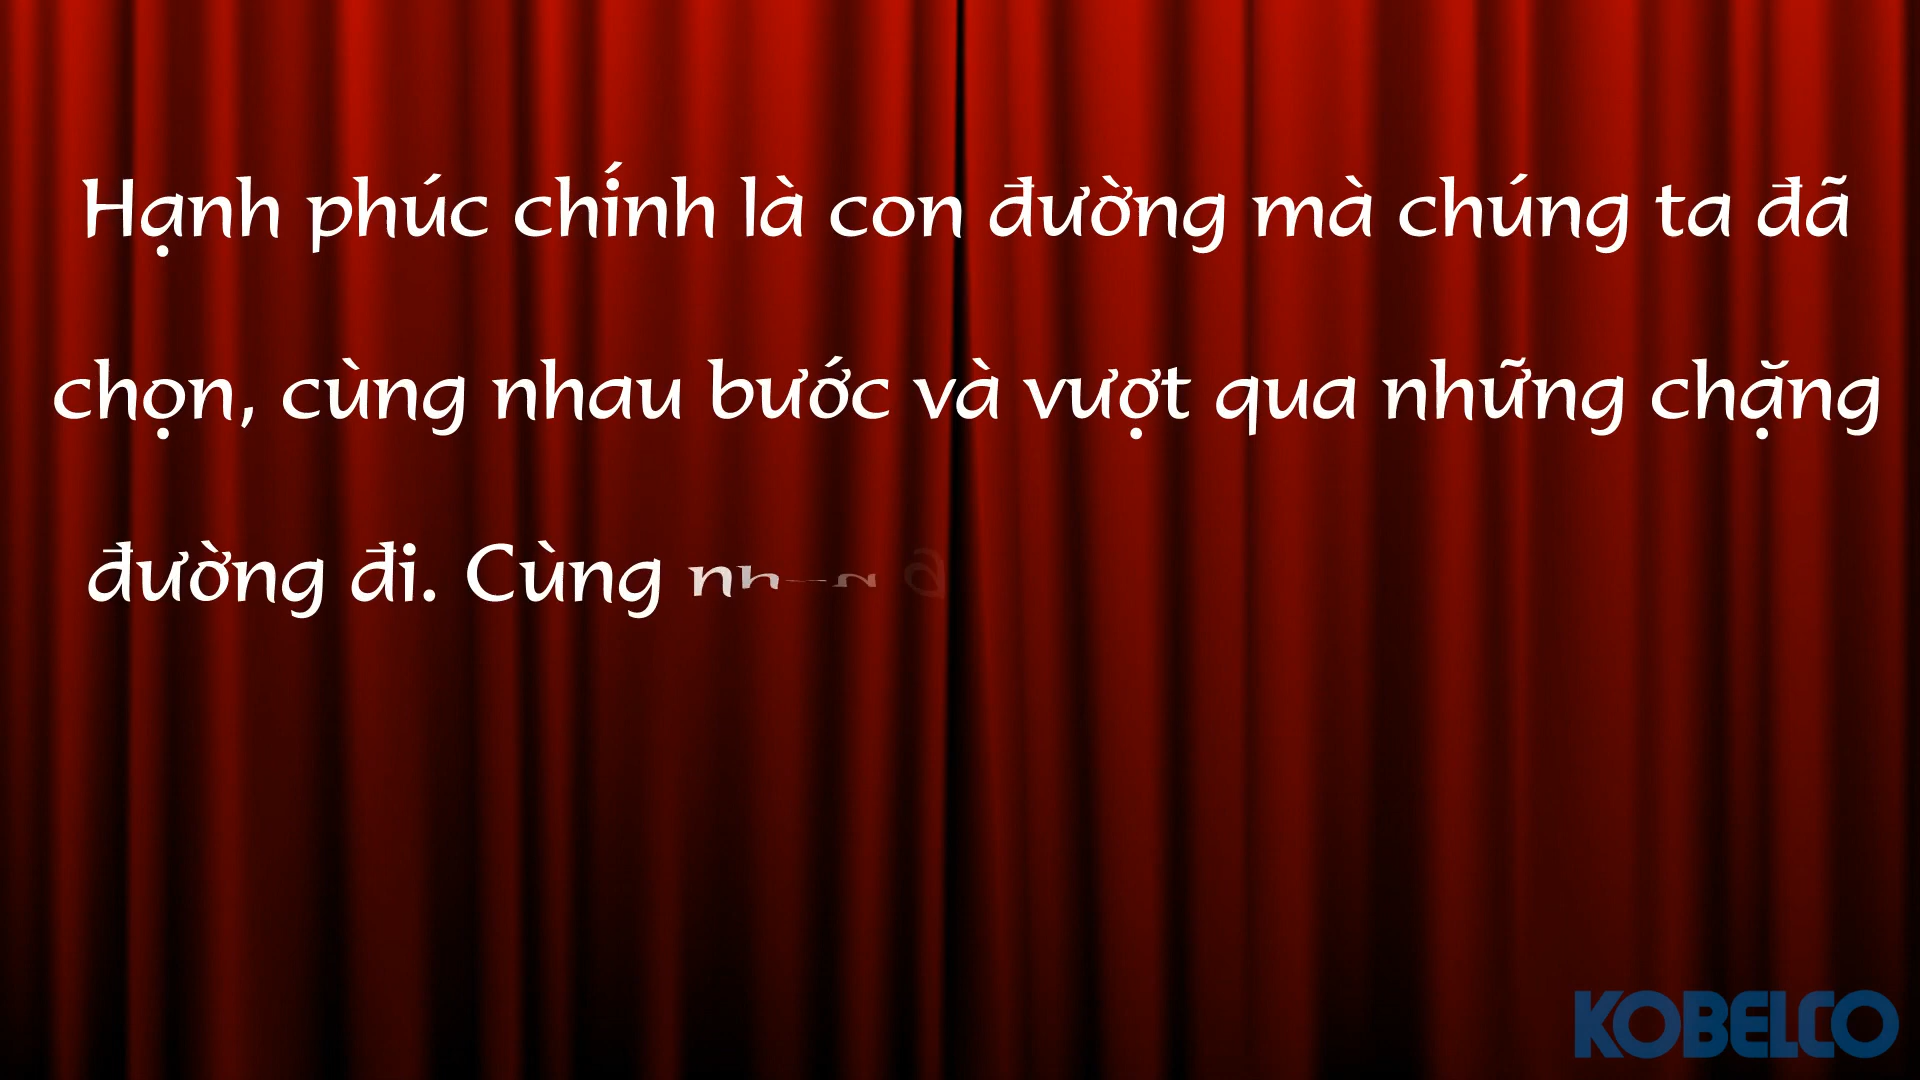 Hạnh phúc chính là con đường mà chúng ta đã
chọn, cùng nhau bước và vượt qua những chặng
đường đi. Cùng
KOBELCO